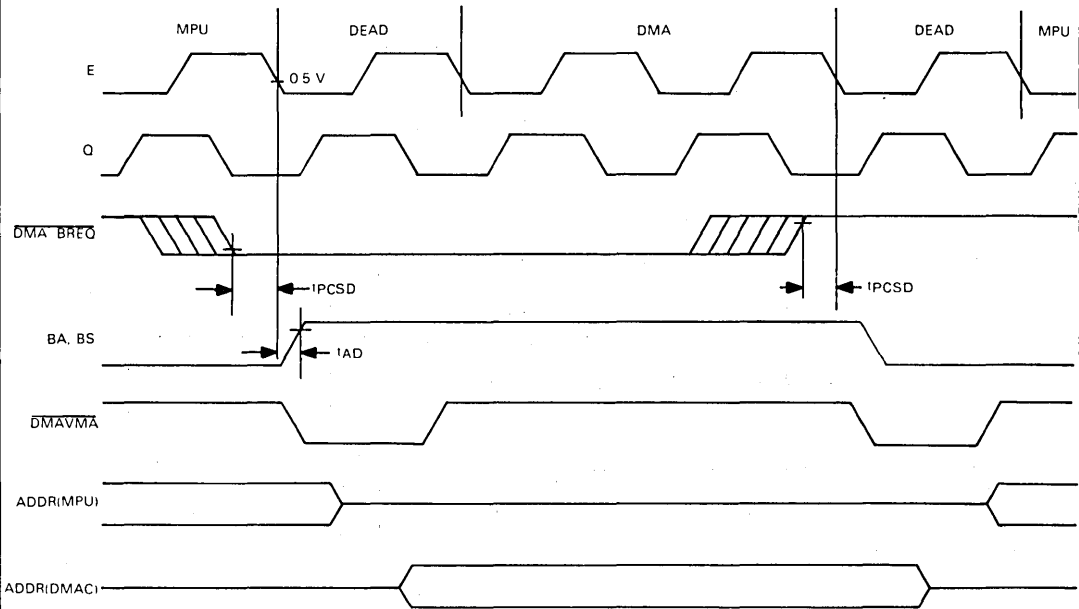 MPU DEAD DMA DEAD MPU
E 0 5 V
Q
DMA BREQ
tPCSD tPCSD
BA, BS
tAD
DMAVMA
ADDR(MPU)
ADDR(DMAC)